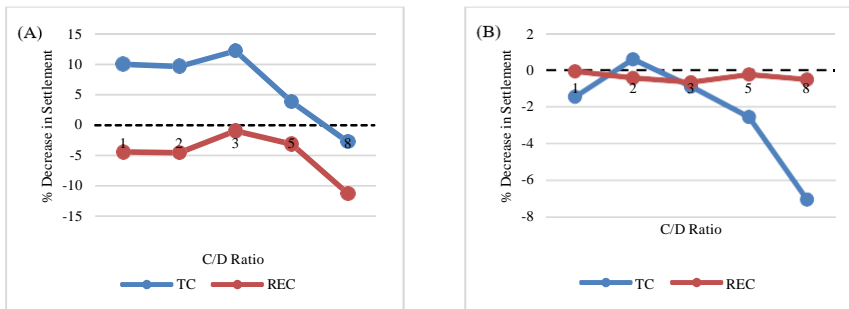 (A)
% Decrease in Settlement
15
10
5
0
-5
-10
-15
1 2 3 5 8
C/D Ratio
TC REC
(B)
% Decrease in Settlement
2
0
-2
-4
-6
-8
1 2 3 5 8
C/D Ratio
TC REC